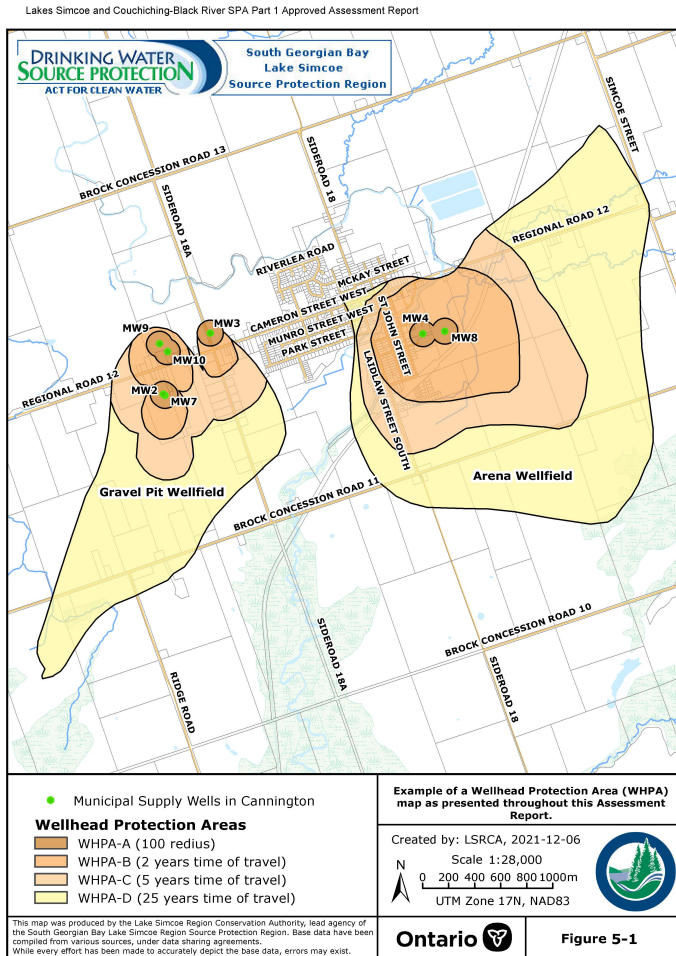 Lakes Simcoe and Couchiching-Black River SPA Part 1 Approved Assessment Report
DRINKING WATER
SOURCE PROTECTION
ACT FOR CLEAN WATER
South Georgian Bay
Lake Simcoe
Source Protection Region
SIMCOE STREET
BROCK CONCESSION ROAD 13
SIDEROAD 18
SIDEROAD 18A
REGIONAL ROAD 12
RIVERLEA ROAD
MCKAY STREET
CAMERON STREET WEST
MUNRO STREET WEST
PARK STREET
ST JOHN STREET
LAIDLAW STREET SOUTH
MW9
MW3
MW10
MW4
MW8
REGIONAL ROAD 12
MW2
MW7
Gravel Pit Wellfield
Arena Wellfield
BROCK CONCESSION ROAD 11
BROCK CONCESSION ROAD 10
SIDEROAD 18A
SIDEROAD 18
RIDGE ROAD
Municipal Supply Wells in Cannington
Wellhead Protection Areas
WHPA-A (100 redius)
WHPA-B (2 years time of travel)
WHPA-C (5 years time of travel)
WHPA-D (25 years time of travel)
Example of a Wellhead Protection Area (WHPA)
map as presented throughout this Assessment
Report.
Created by: LSRCA, 2021-12-06
Scale 1:28,000
N
0 200 400 600 800 1000m
UTM Zone 17N, NAD83
This map was produced by the Lake Simcoe Region Conservation Authority, lead agency of
the South Georgian Bay Lake Simcoe Region Source Protection Region. Base data have been
compiled from various sources, under data sharing agreements.
While every effort has been made to accurately depict the base data, errors may exist.
Ontario
Figure 5-1